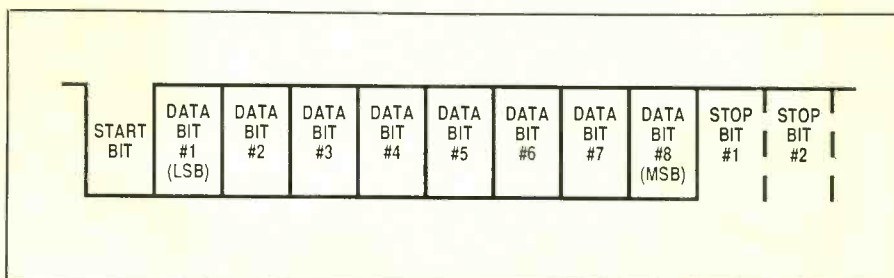 START
BIT
DATA
BIT
#1
(LSB)
DATA
BIT
#2
DATA
BIT
#3
DATA
BIT
#4
DATA
BIT
#5
DATA
BIT
#6
DATA
BIT
#7
DATA
BIT
#8
(MSB)
STOP
BIT
#1
STOP
BIT
#2